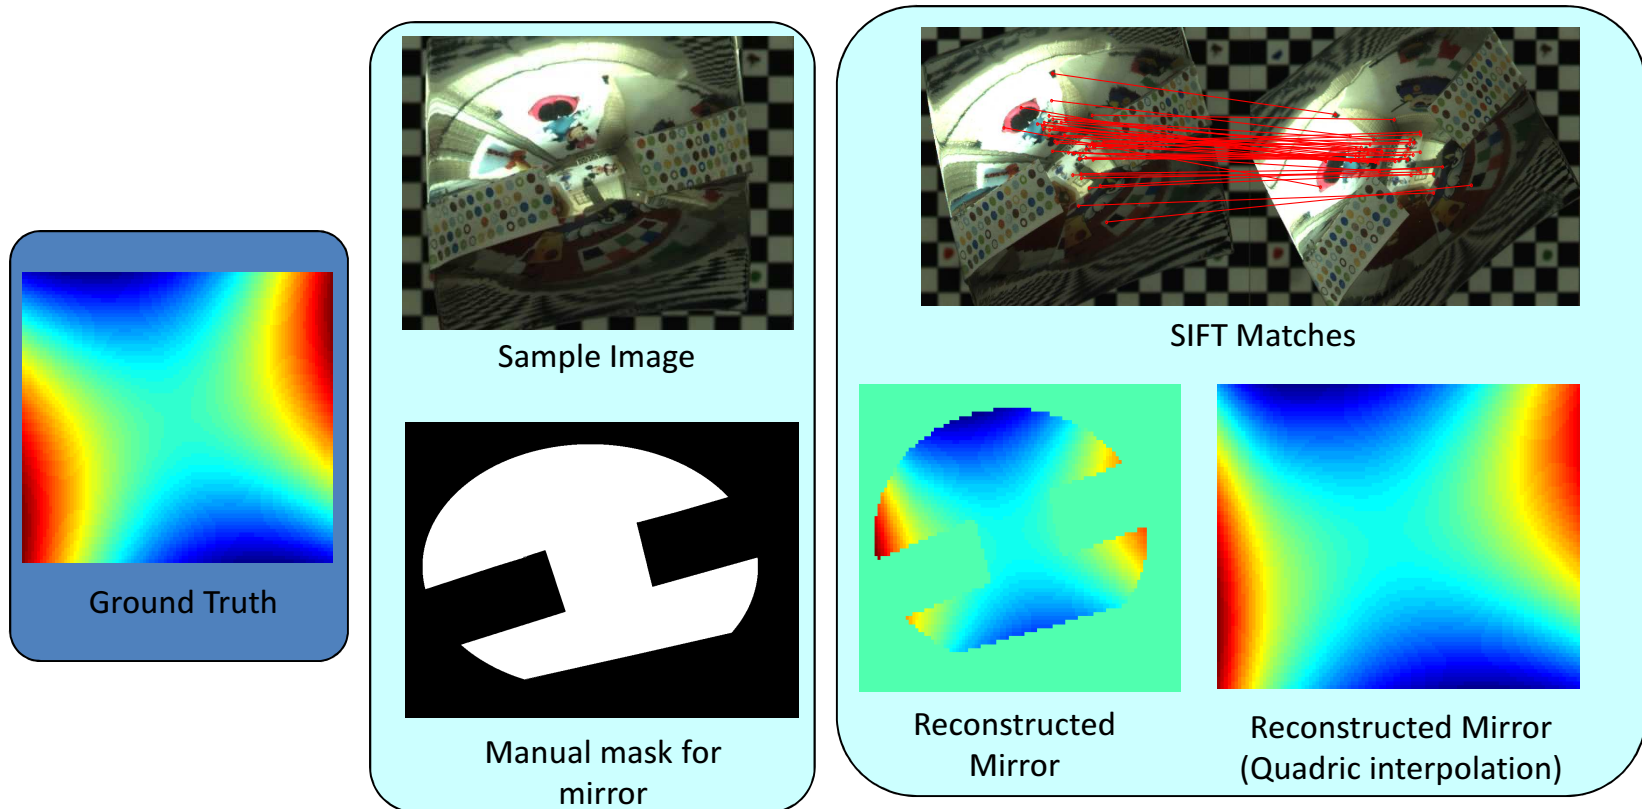 Ground Truth
Sample Image
Manual mask for
mirror
SIFT Matches
Reconstructed
Mirror
Reconstructed Mirror
(Quadric interpolation)